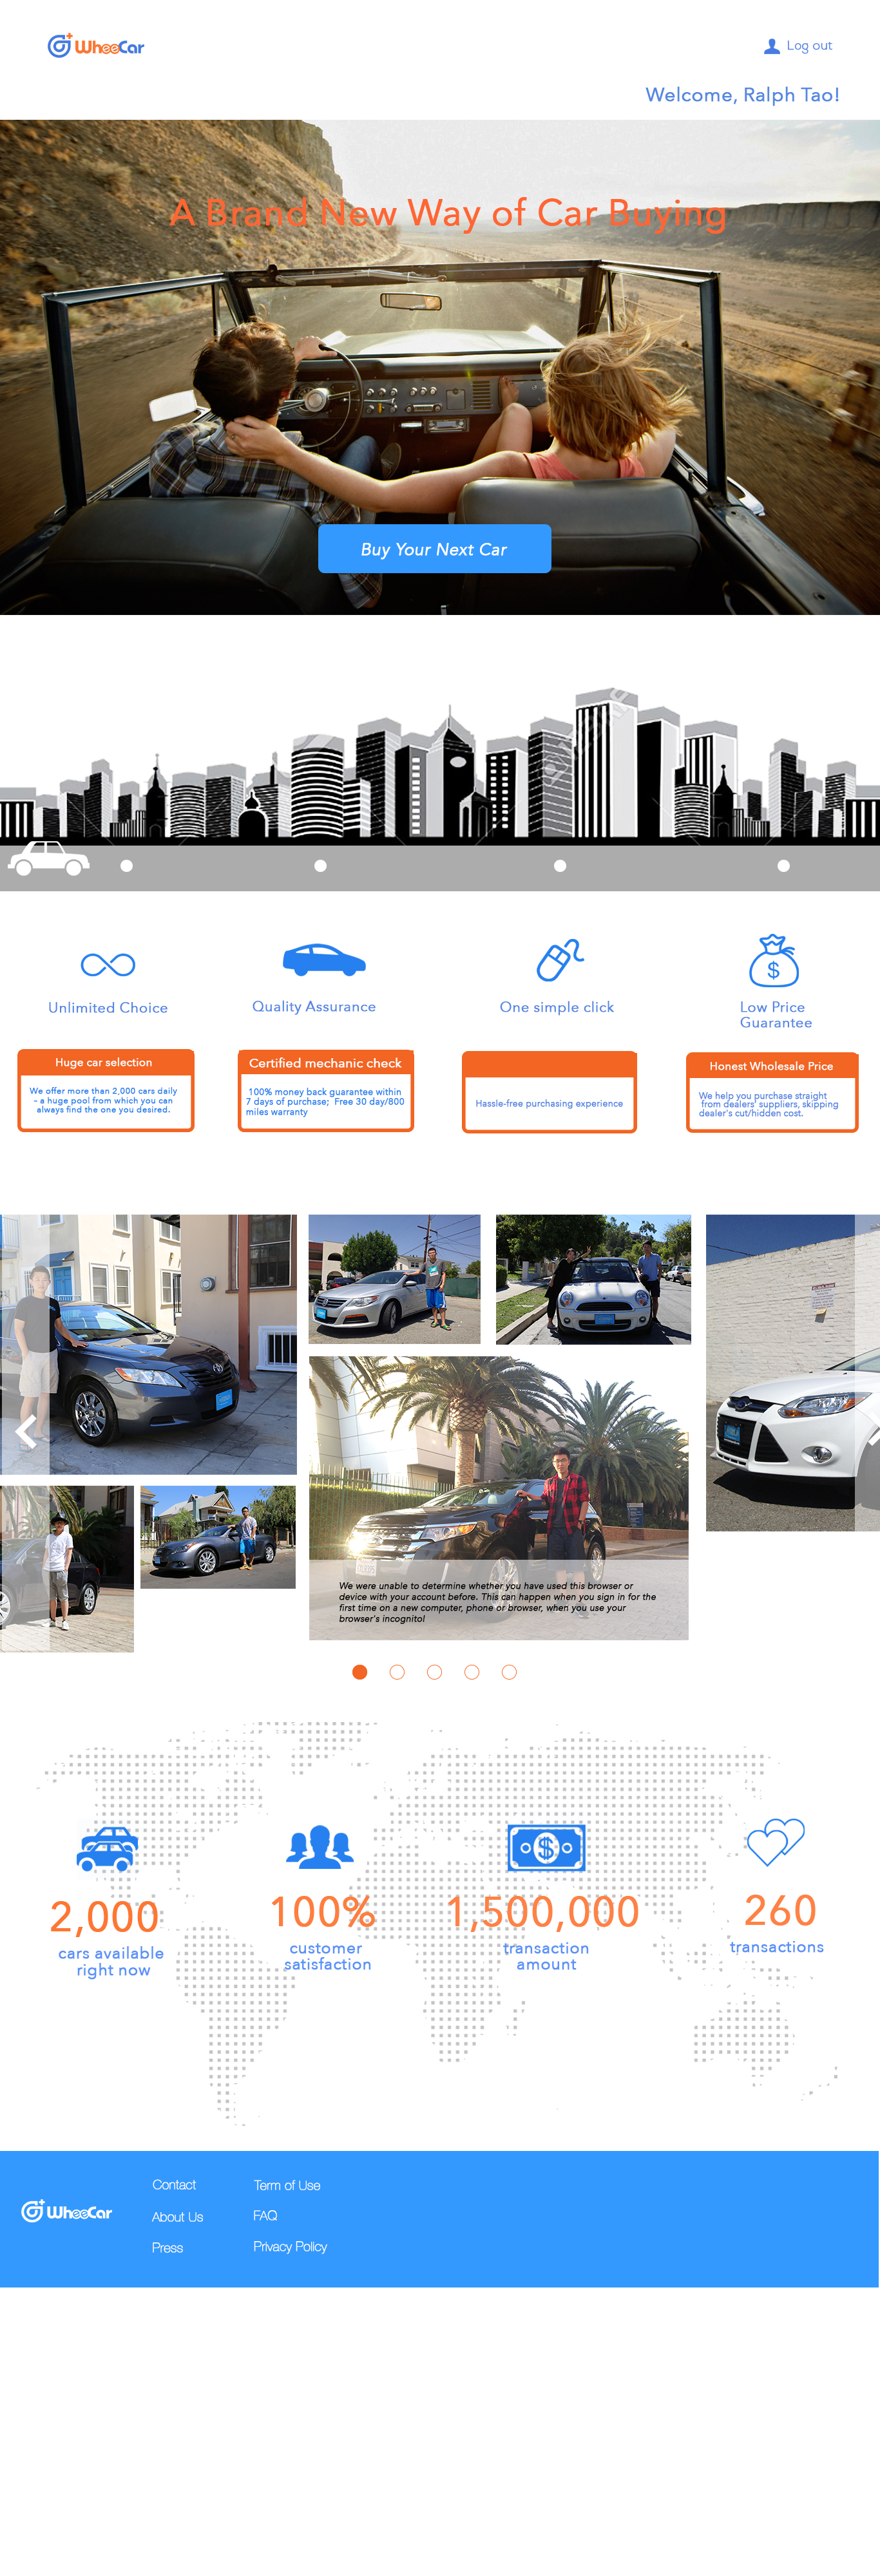 WheeCar
Log out
Welcome, Ralph Tao!
A Brand New Way of Car Buying
Buy Your Next Car
Unlimited Choice
Quality Assurance
One simple click
Low Price
Guarantee
Huge car selection
We offer more than 2,000 cars daily
- a huge pool from which you can
always find the one you desired.
Certified mechanic check
100% money back guarantee within
7 days of purchase; Free 30 day/800
miles warranty
Hassle-free purchasing experience
Honest Wholesale Price
We help you purchase straight
from dealers' suppliers, skipping
dealer's cut/hidden cost.
We were unable to determine whether you have used this browser or
device with your account before. This can happen when you sign in for the
first time on a new computer, phone or browser, when you use your
browser's incognitol
2,000
cars available
right now
100%
customer
satisfaction
1,500,000
transaction
amount
260
transactions
WheeCar
Contact
About Us
Press
Term of Use
FAQ
Privacy Policy